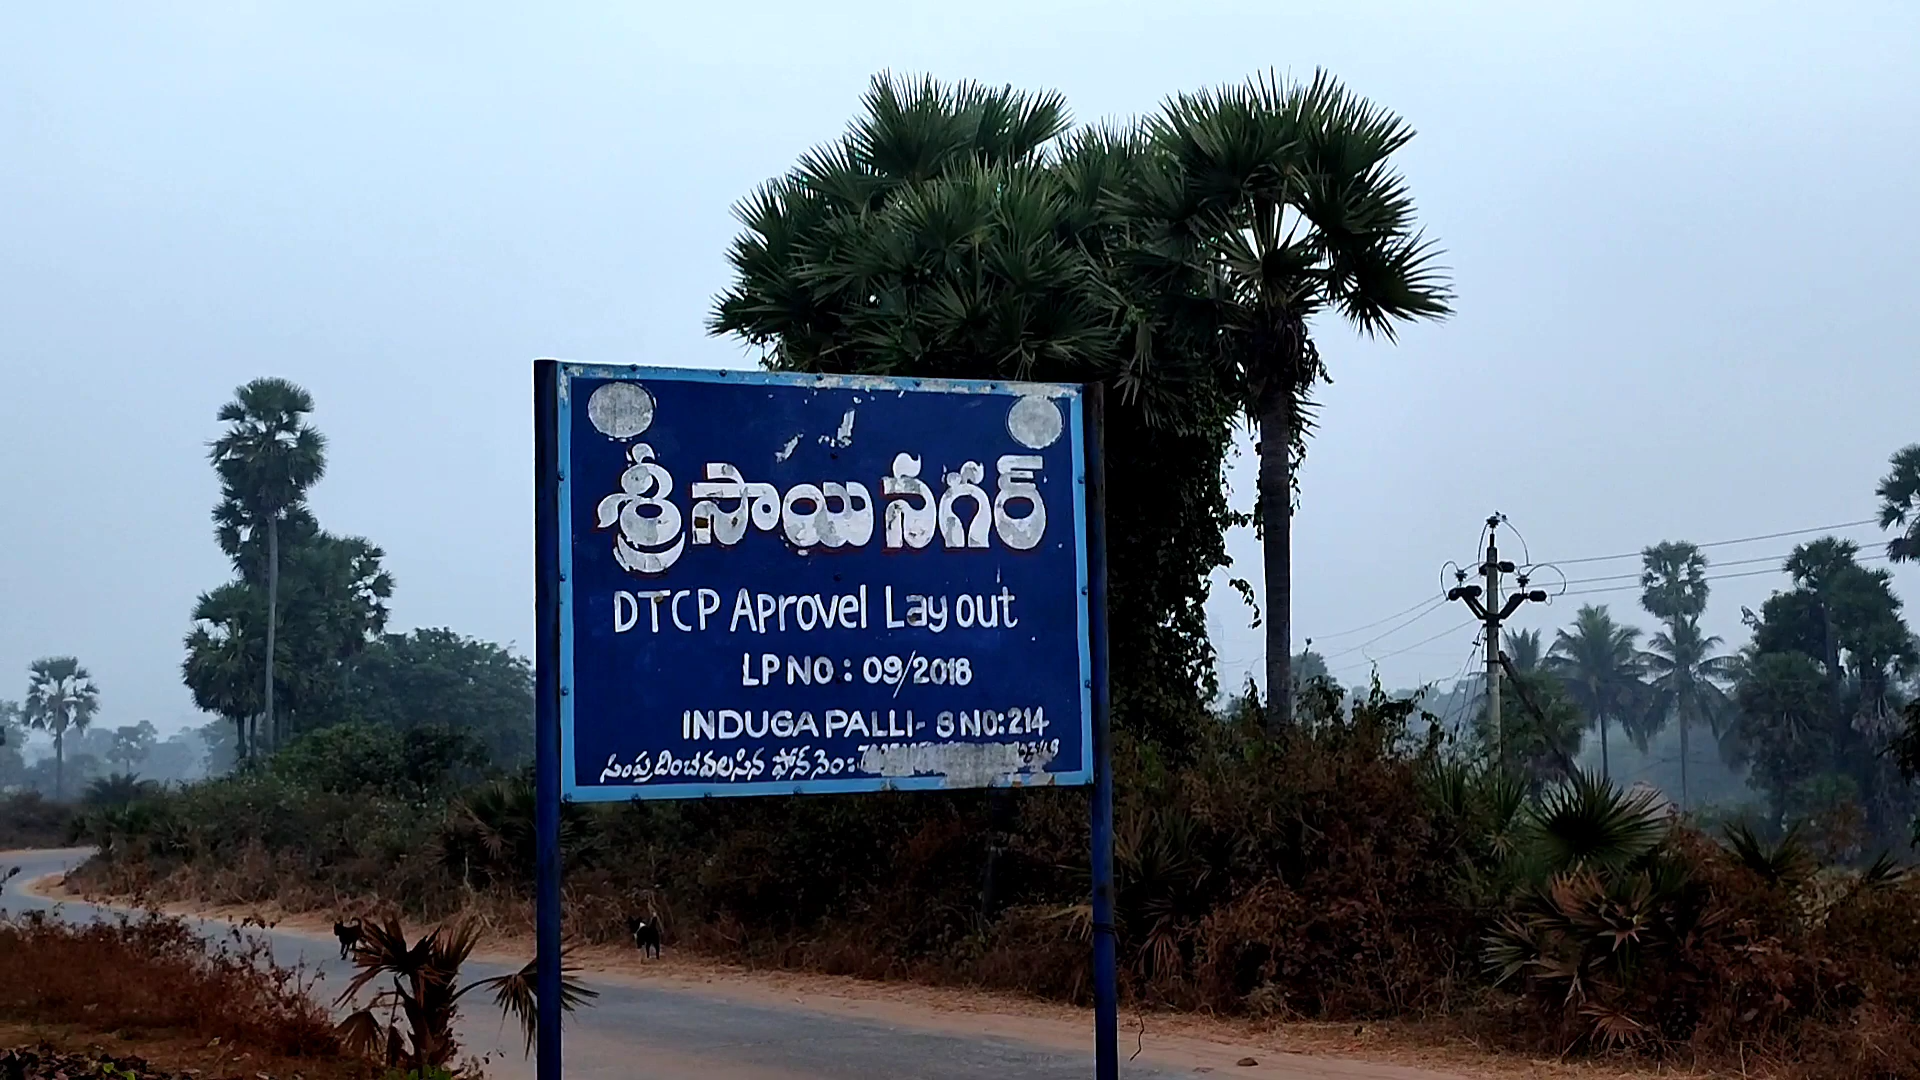 శ్రీ సాయి నగర్
DTCP Aprovel Lay out
LP NO : 09/2018
INDUGA PALLI- S NO:214
సంప్రదించవలసిన ఫోన్ నెం: